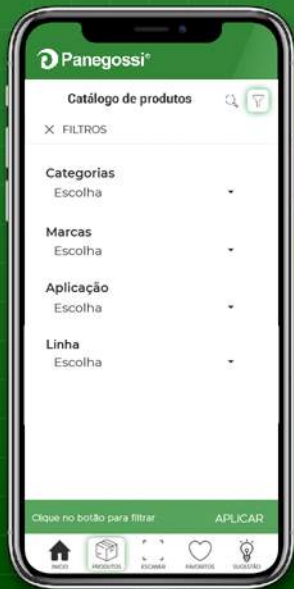 Panegossi®
Catálogo de produtos
X FILTROS
Categorias
Escolha
Marcas
Escolha
Aplicação
Escolha
Linha
Escolha
Clique no botão para filtrar APLICAR
INICIO PRODUTOS ESCANEAR FAVORITOS SUGESTÃO